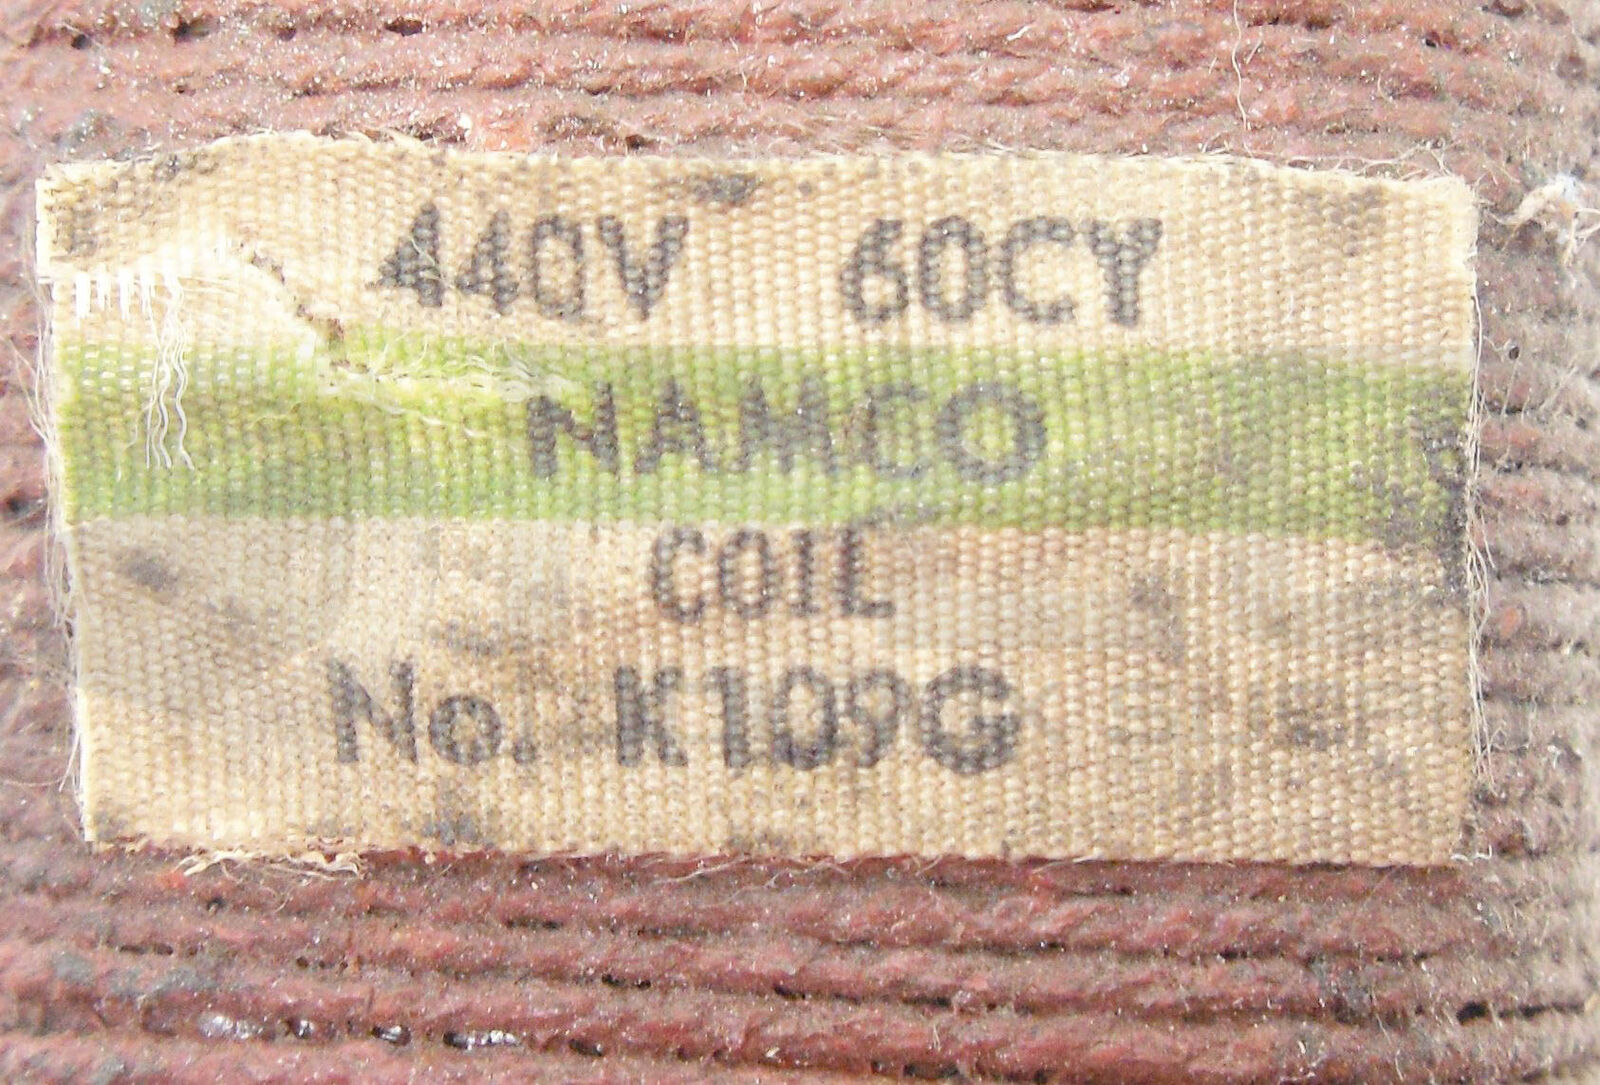 440V 60CY
NAMCO
COIL
No. K109G